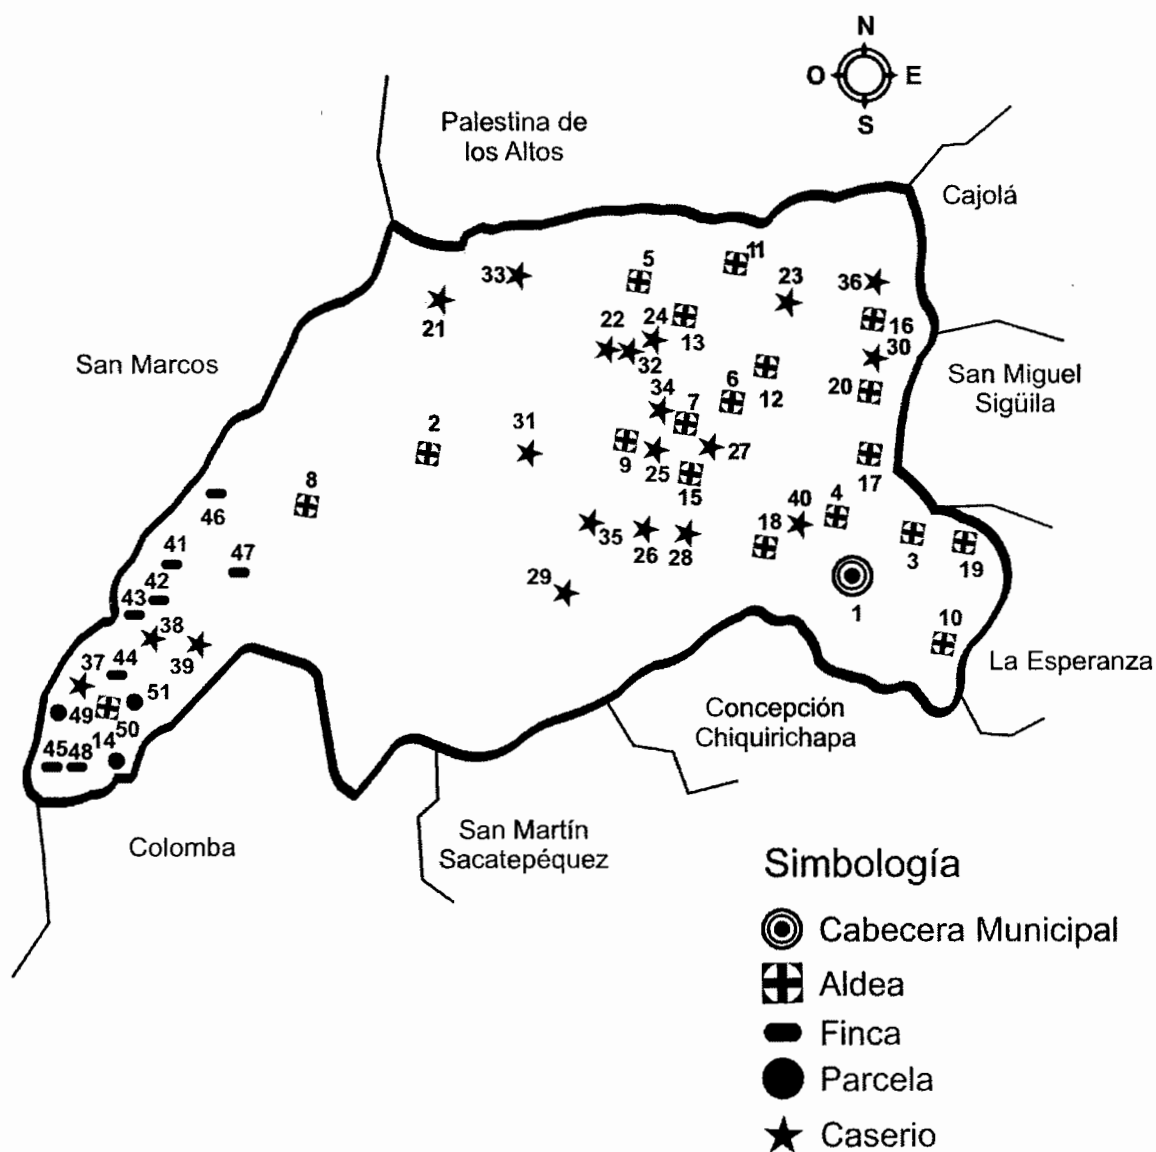 N
O E
S
Palestina de
los Altos
Cajolá
11
5
33
23
36
21
24
13
16
22
32
30
San Marcos
San Miguel
Sigüila
6
12
20
34
7
2
31
9
25
27
17
8
15
46
40
4
18
35
26
28
3
19
41
47
42
29
43
1
38
10
39
La Esperanza
37
44
51
49
50
Concepción
Chiquirichapa
45
48
14
Colomba
San Martín
Sacatepéquez
Simbología
Cabecera Municipal
Aldea
Finca
Parcela
Caserio